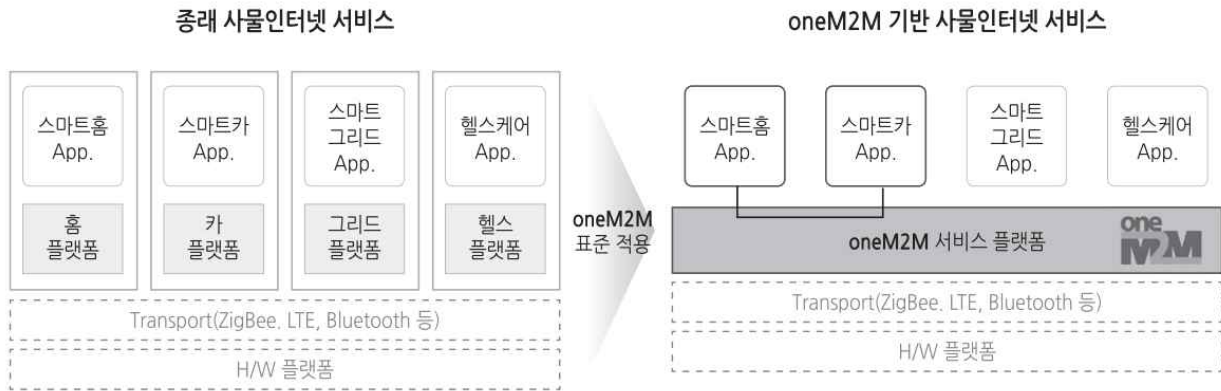 종래 사물인터넷 서비스
스마트홈
App.
스마트카
App.
스마트
그리드
App.
헬스케어
App.
홈
플랫폼
카
플랫폼
그리드
플랫폼
헬스
플랫폼
Transport(ZigBee. LTE, Bluetooth 등)
H/W 플랫폼
oneM2M
표준 적용
oneM2M 기반 사물인터넷 서비스
스마트홈
App.
스마트카
App.
스마트
그리드
App.
헬스케어
App.
oneM2M 서비스 플랫폼
one
M2M
Transport(ZigBee. LTE, Bluetooth 등)
H/W 플랫폼